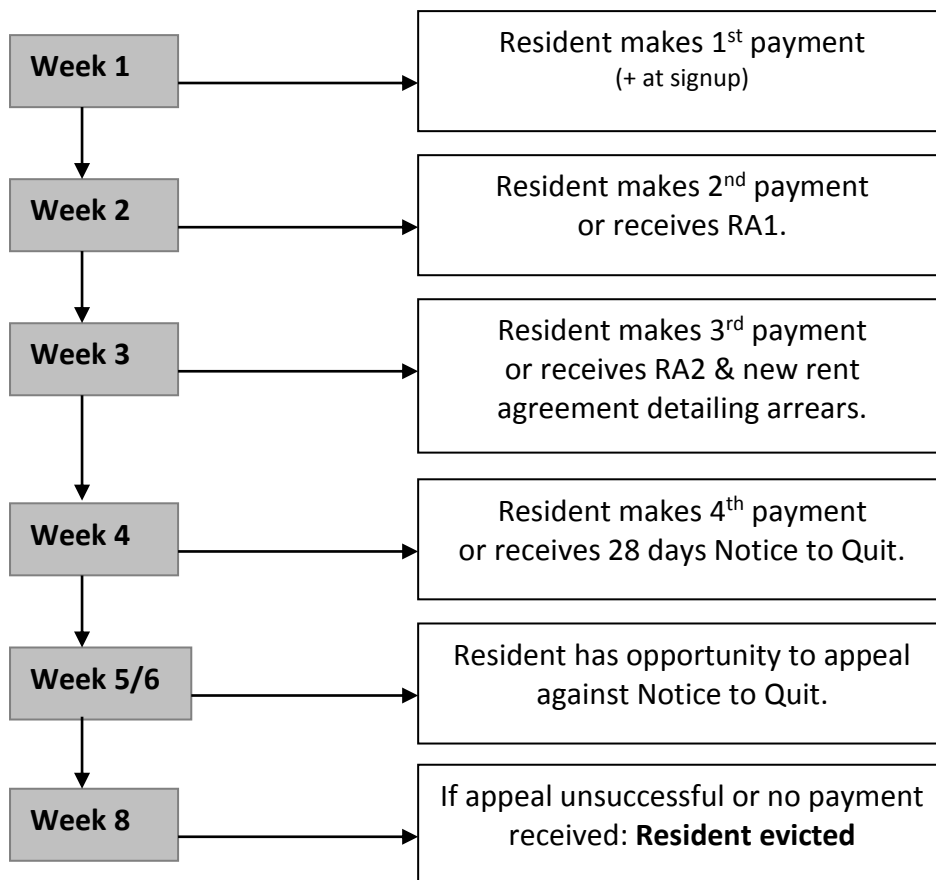 Week 1
Resident makes 1st payment
(+ at signup)
Week 2
Resident makes 2nd payment
or receives RA1.
Week 3
Resident makes 3rd payment
or receives RA2 & new rent
agreement detailing arrears.
Week 4
Resident makes 4th payment
or receives 28 days Notice to Quit.
Week 5/6
Resident has opportunity to appeal
against Notice to Quit.
Week 8
If appeal unsuccessful or no payment
received: Resident evicted